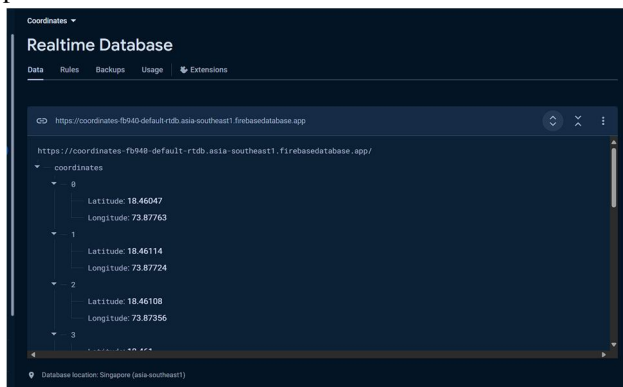 Coordinates
Realtime Database
Data Rules Backups Usage Extensions
https://coordinates-fb940-default-rtdb.asia-southeast1.firebasedatabase.app
https://coordinates-fb940-default-rtdb.asia-southeast1.firebasedatabase.app/
coordinates
0
Latitude: 18.46047
Longitude: 73.87763
1
Latitude: 18.46114
Longitude: 73.87724
2
Latitude: 18.46108
Longitude: 73.87356
3
Database location: Singapore (asia-southeast1)